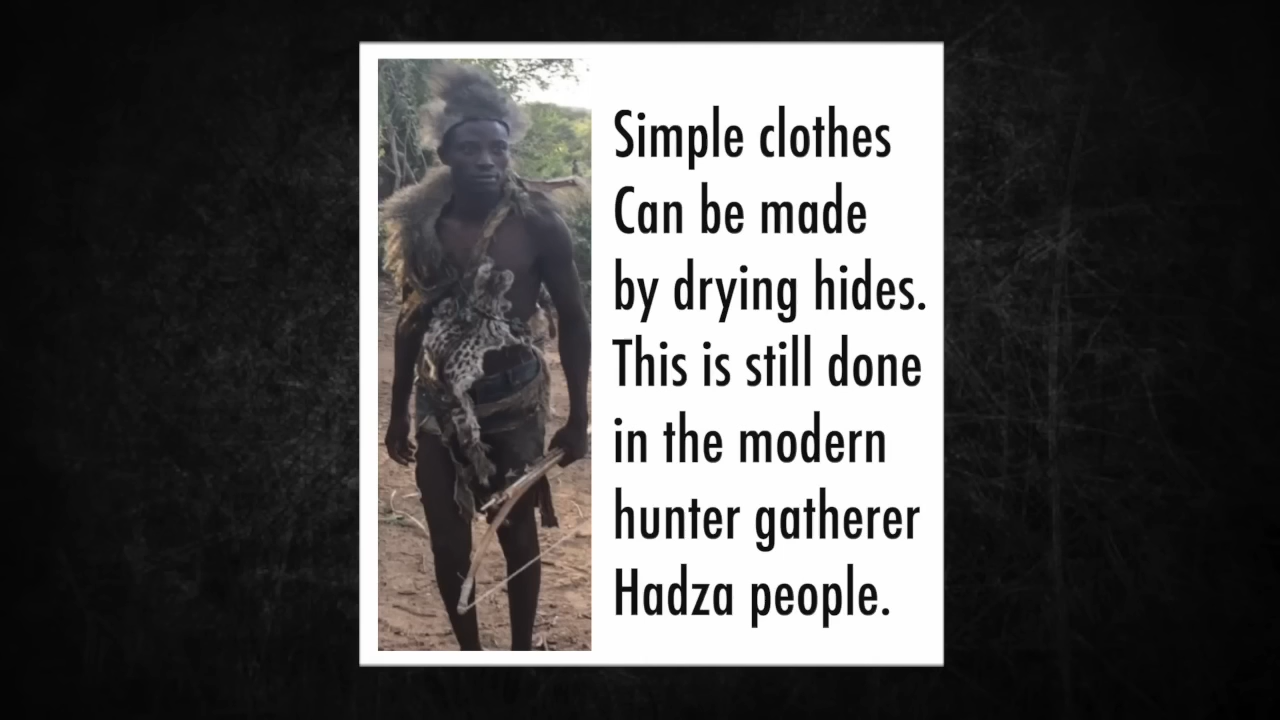 Simple clothes
Can be made
by drying hides.
This is still done
in the modern
hunter gatherer
Hadza people.